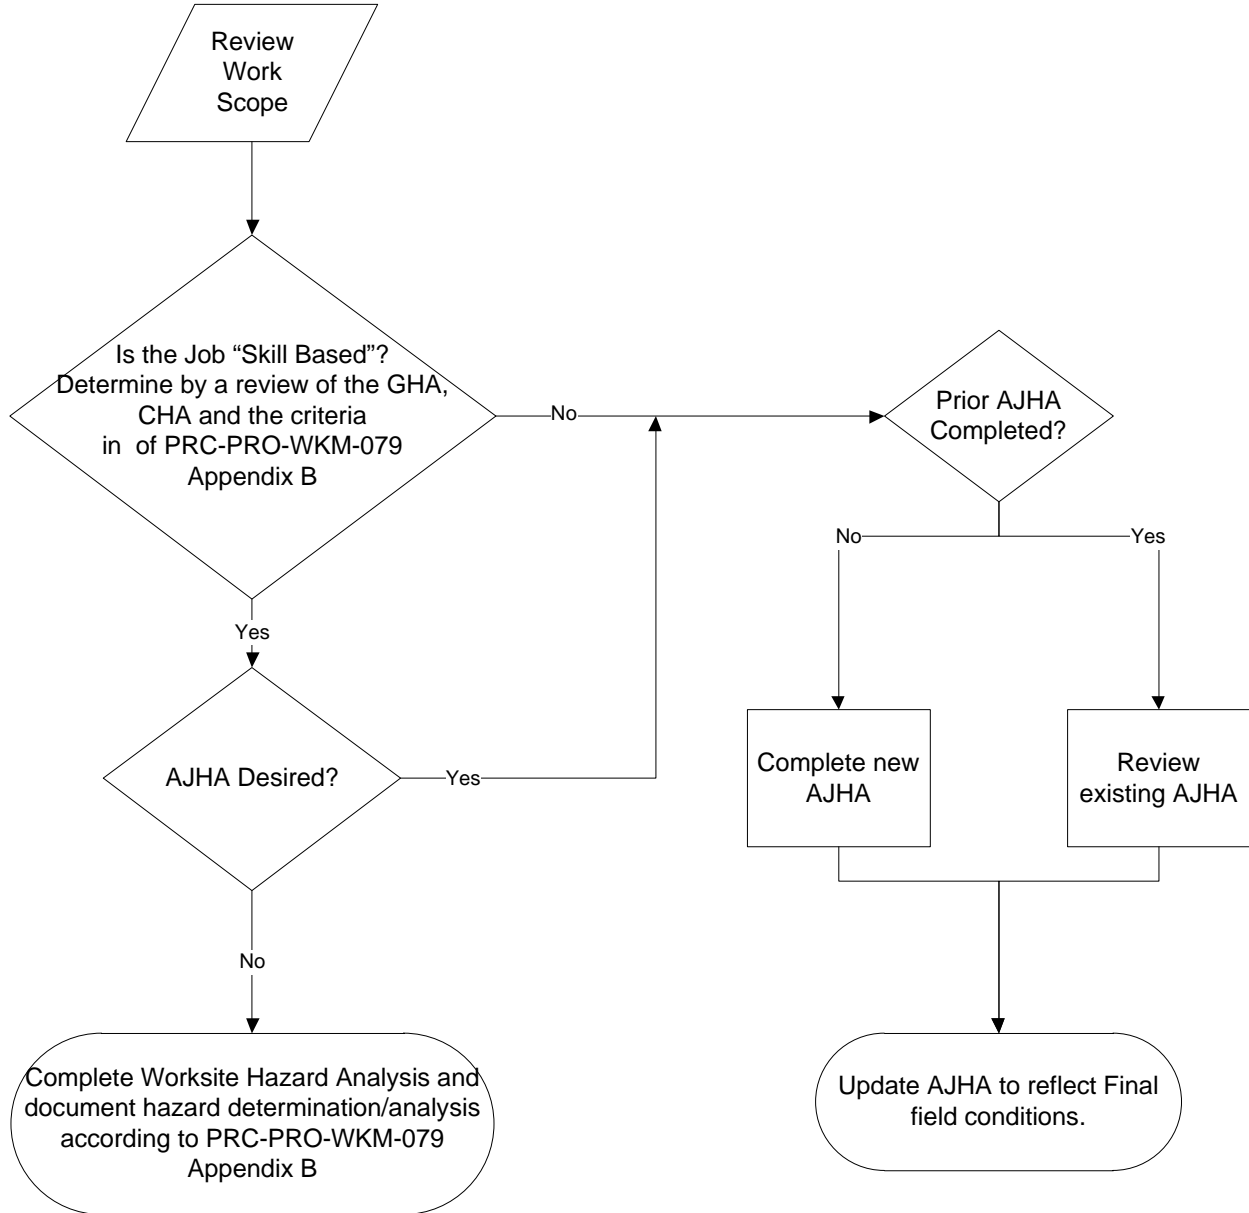 Review
Work
Scope
Is the Job “Skill Based”?
Determine by a review of the GHA,
CHA and the criteria
in of PRC-PRO-WKM-079
Appendix B
No
Prior AJHA
Completed?
No
Yes
Yes
AJHA Desired?
Yes
Complete new
AJHA
Review
existing AJHA
No
Complete Worksite Hazard Analysis and
document hazard determination/analysis
according to PRC-PRO-WKM-079
Appendix B
Update AJHA to reflect Final
field conditions.